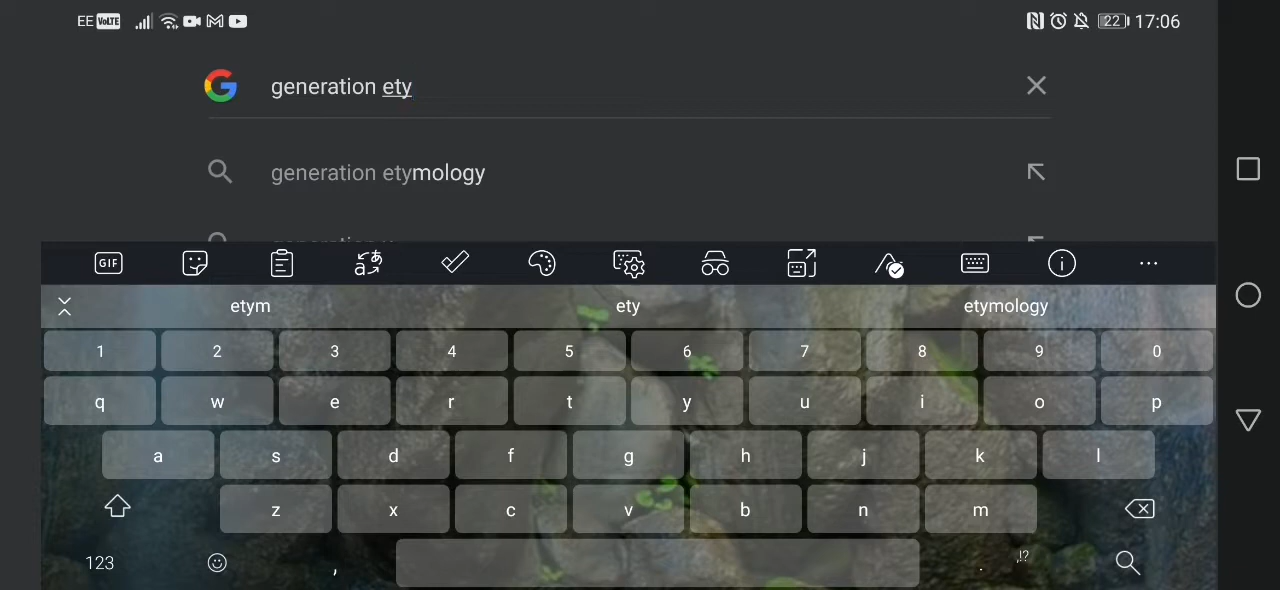 EE VoLTE 22 17:06
generation ety
generation etymology
GIF
etym ety etymology
1 2 3 4 5 6 7 8 9 0
q w e r t y u i o p
a s d f g h j k l
z x c v b n m
123 , . ,!?